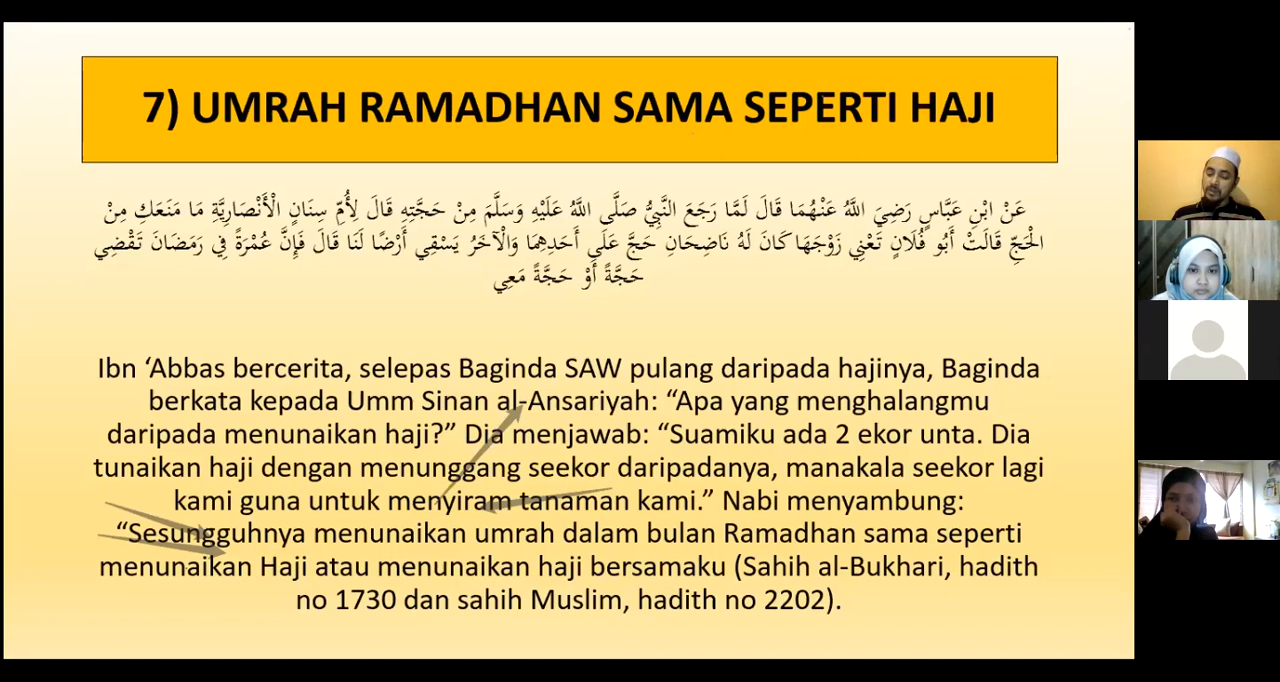 7) UMRAH RAMADHAN SAMA SEPERTI HAJI
عَنْ ابْنِ عَبَّاسٍ رَضِيَ اللَّهُ عَنْهُمَا قَالَ لَمَّا رَجَعَ النَّبِيُّ صَلَّى اللَّهُ عَلَيْهِ وَسَلَّمَ مِنْ حَجَّتِهِ قَالَ لِأُمِّ سِنَانٍ الْأَنْصَارِيَّةِ مَا مَنَعَكِ مِنْ
الْحَجِّ قَالَتْ أَبُو فُلَانٍ تَعْنِي زَوْجَهَا كَانَ لَهُ نَاضِحَانِ حَجَّ عَلَى أَحَدِهِمَا وَالْآخَرُ يَسْقِي أَرْضًا لَنَا قَالَ فَإِنَّ عُمْرَةً فِي رَمَضَانَ تَقْضِي
حَجَّةً أَوْ حَجَّةً مَعِي
Ibn ‘Abbas bercerita, selepas Baginda SAW pulang daripada hajinya, Baginda
berkata kepada Umm Sinan al-Ansariyah: “Apa yang menghalangmu
daripada menunaikan haji?” Dia menjawab: “Suamiku ada 2 ekor unta. Dia
tunaikan haji dengan menunggang seekor daripadanya, manakala seekor lagi
kami guna untuk menyiram tanaman kami.” Nabi menyambung:
“Sesungguhnya menunaikan umrah dalam bulan Ramadhan sama seperti
menunaikan Haji atau menunaikan haji bersamaku (Sahih al-Bukhari, hadith
no 1730 dan sahih Muslim, hadith no 2202).